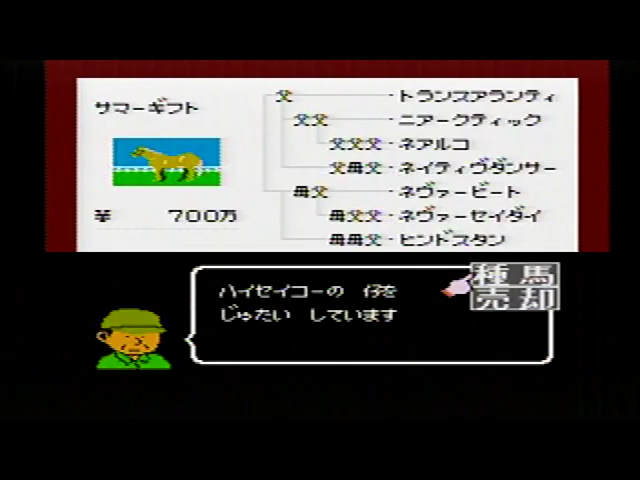 サマーギフト
¥ 700万
父 トランスアランティ
父父 ニアークティック
父父父 ネアルコ
父母父 ネイティヴダンサー
母父 ネヴァービート
母父父 ネヴァーセイダイ
母母父 ヒンドスタン
ハイセイコーの 仔を
じゅたい しています
種馬
売却